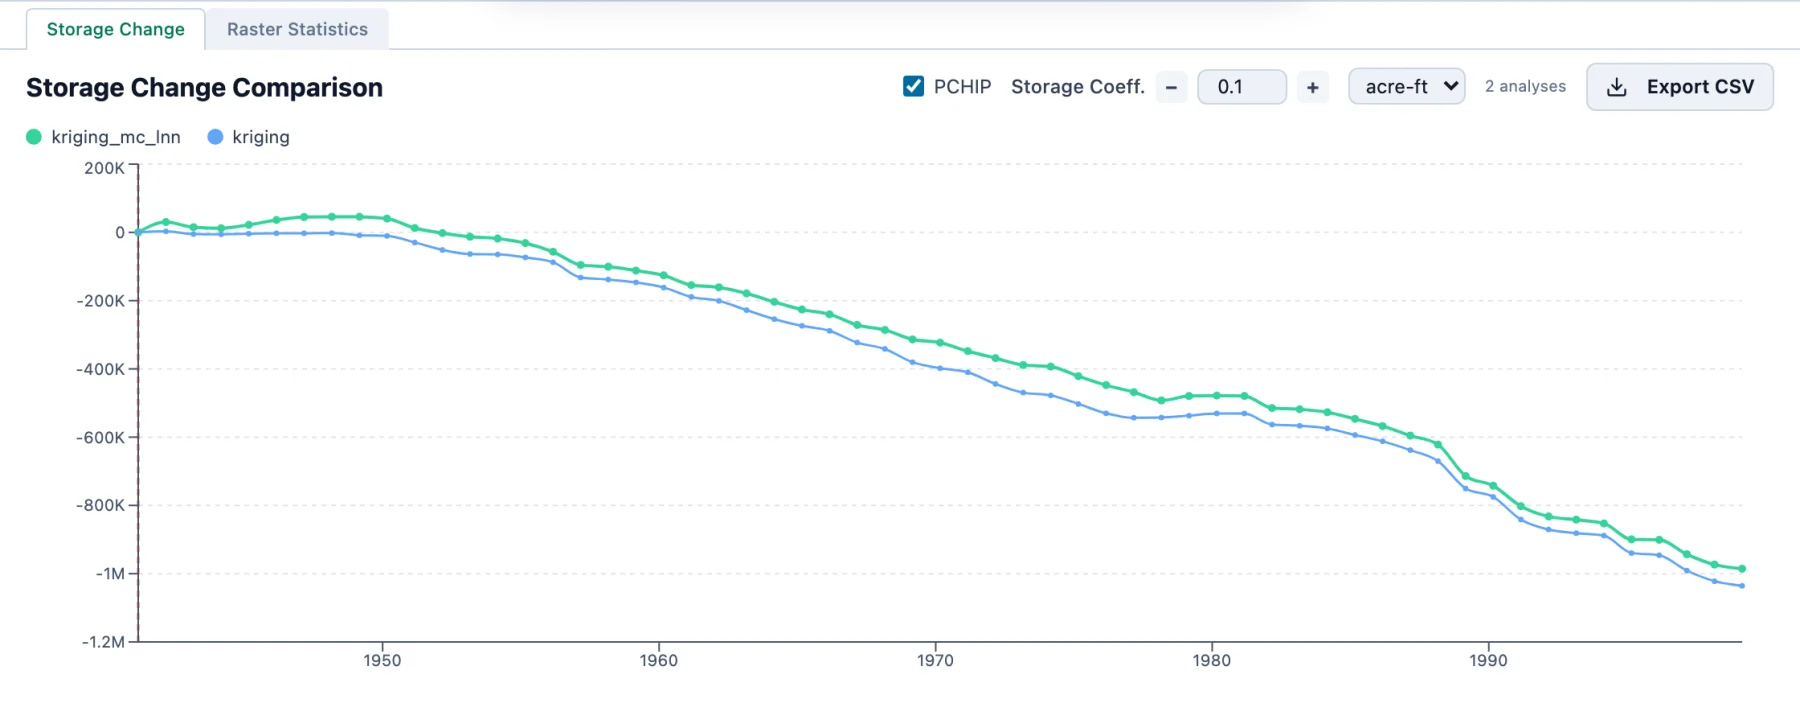 Storage Change
Raster Statistics
Storage Change Comparison
PCHIP
Storage Coeff.
−
0.1
+
acre-ft
2 analyses
Export CSV
kriging_mc_lnn
kriging
200K
0
-200K
-400K
-600K
-800K
-1M
-1.2M
1950
1960
1970
1980
1990